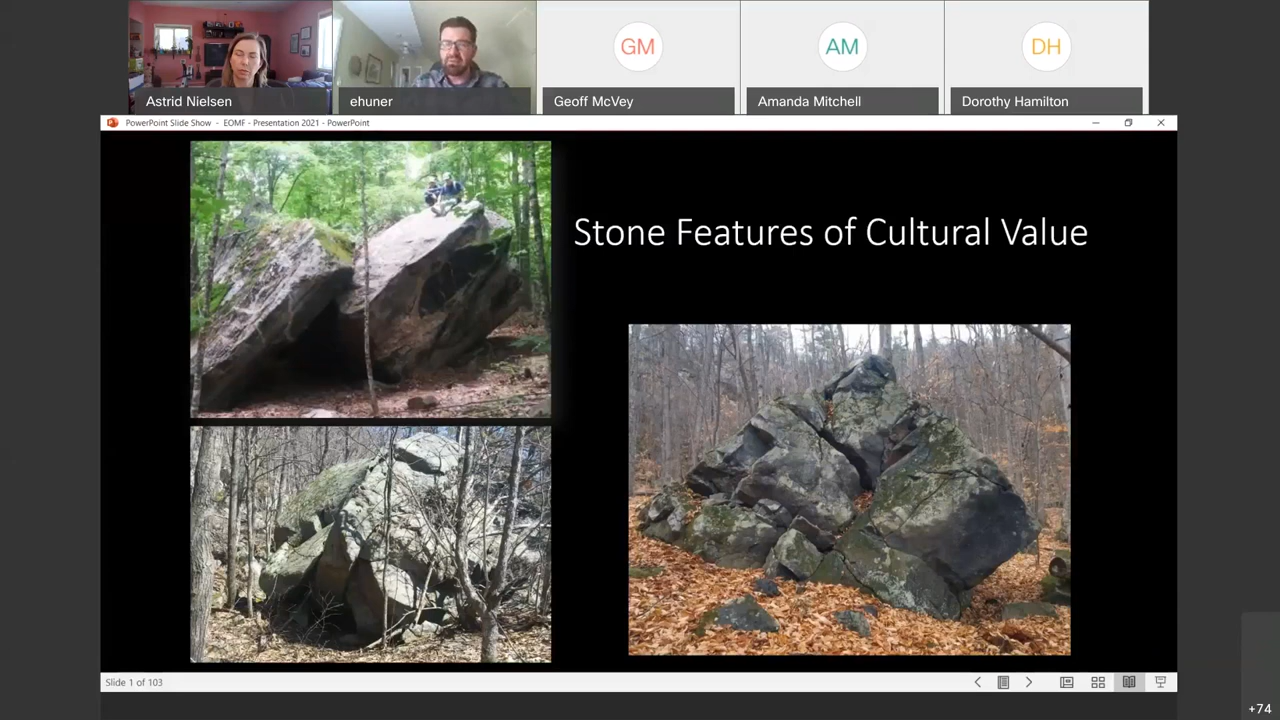 GM
AM
DH
Astrid Nielsen
ehuner
Geoff McVey
Amanda Mitchell
Dorothy Hamilton
PowerPoint Slide Show - EOMF - Presentation 2021 - PowerPoint
Stone Features of Cultural Value
Slide 1 of 103
+74